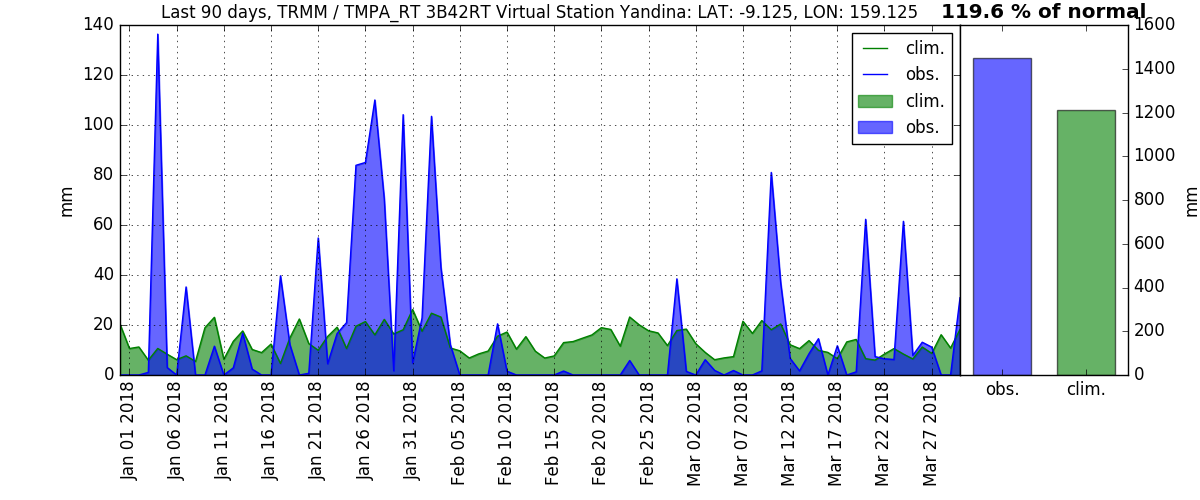 Last 90 days, TRMM / TMPA_RT 3B42RT Virtual Station Yandina: LAT: -9.125, LON: 159.125
119.6 % of normal
140
120
100
80
60
40
20
0
mm
clim.
obs.
clim.
obs.
1600
1400
1200
1000
800
600
400
200
0
mm
Jan 01 2018
Jan 06 2018
Jan 11 2018
Jan 16 2018
Jan 21 2018
Jan 26 2018
Jan 31 2018
Feb 05 2018
Feb 10 2018
Feb 15 2018
Feb 20 2018
Feb 25 2018
Mar 02 2018
Mar 07 2018
Mar 12 2018
Mar 17 2018
Mar 22 2018
Mar 27 2018
obs.
clim.